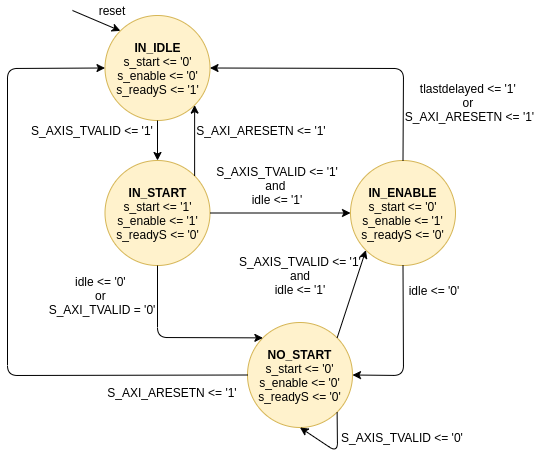 reset
IN_IDLE
s_start <= '0'
s_enable <= '0'
s_readyS <= '1'
tlastdelayed <= '1'
or
S_AXI_ARESETN <= '1'
S_AXIS_TVALID <= '1'
S_AXI_ARESETN <= '1'
S_AXIS_TVALID <= '1'
and
idle <= '1'
IN_START
s_start <= '1'
s_enable <= '1'
s_readyS <= '0'
IN_ENABLE
s_start <= '0'
s_enable <= '1'
s_readyS <= '0'
S_AXIS_TVALID <= '1'
and
idle <= '1'
idle <= '0'
or
S_AXI_TVALID = '0'
idle <= '0'
NO_START
s_start <= '0'
s_enable <= '0'
s_readyS <= '0'
S_AXI_ARESETN <= '1'
S_AXIS_TVALID <= '0'